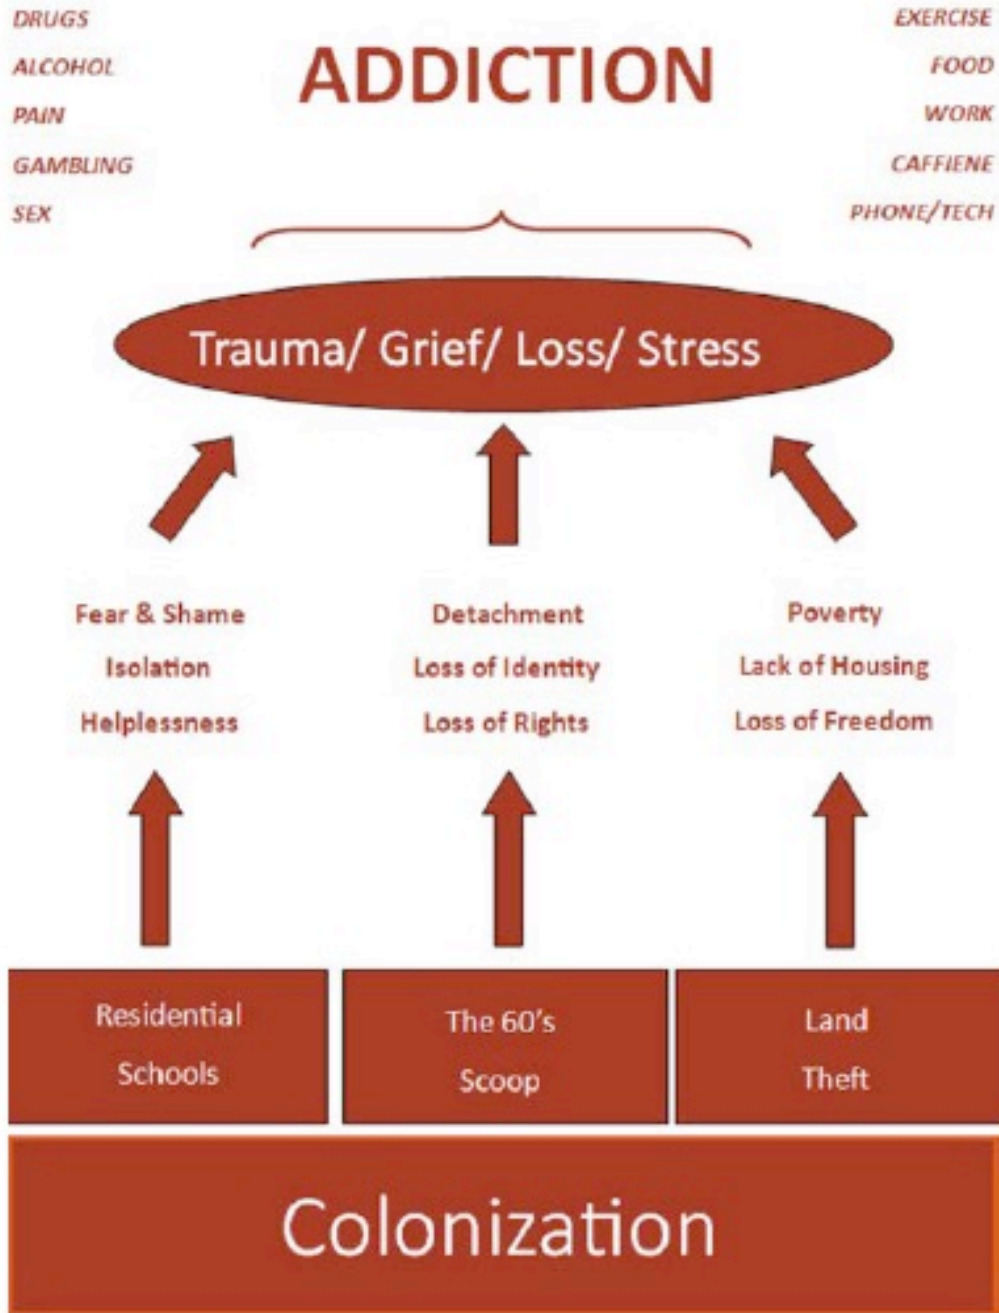 DRUGS
ALCOHOL
PAIN
GAMBLING
SEX
ADDICTION
EXERCISE
FOOD
WORK
CAFFIENE
PHONE/TECH
Trauma/ Grief/ Loss/ Stress
Fear & Shame
Isolation
Helplessness
Detachment
Loss of Identity
Loss of Rights
Poverty
Lack of Housing
Loss of Freedom
Residential
Schools
The 60's
Scoop
Land
Theft
Colonization